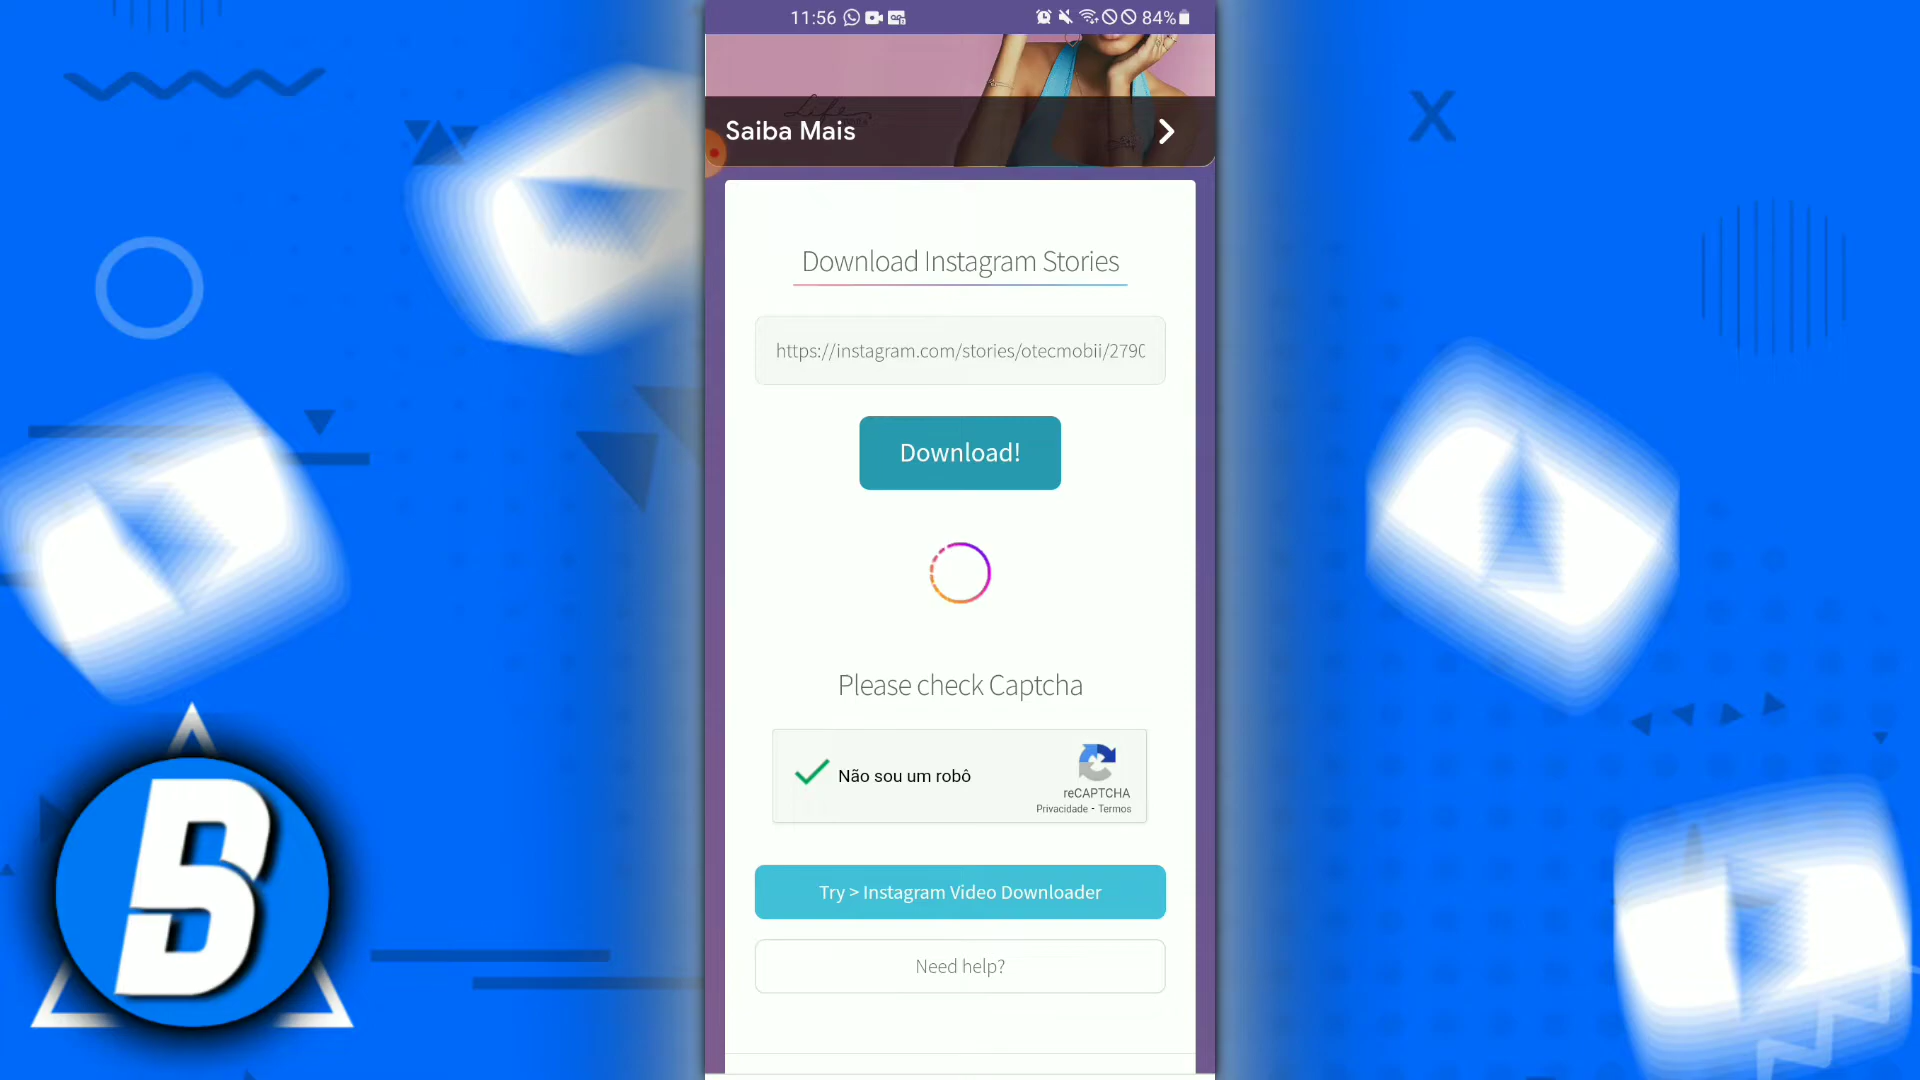 11:56 84%
Saiba Mais
Download Instagram Stories
https://instagram.com/stories/otecmobii/279
Download!
Please check Captcha
Não sou um robô
reCAPTCHA
Privacidade - Termos
Try > Instagram Video Downloader
Need help?
B